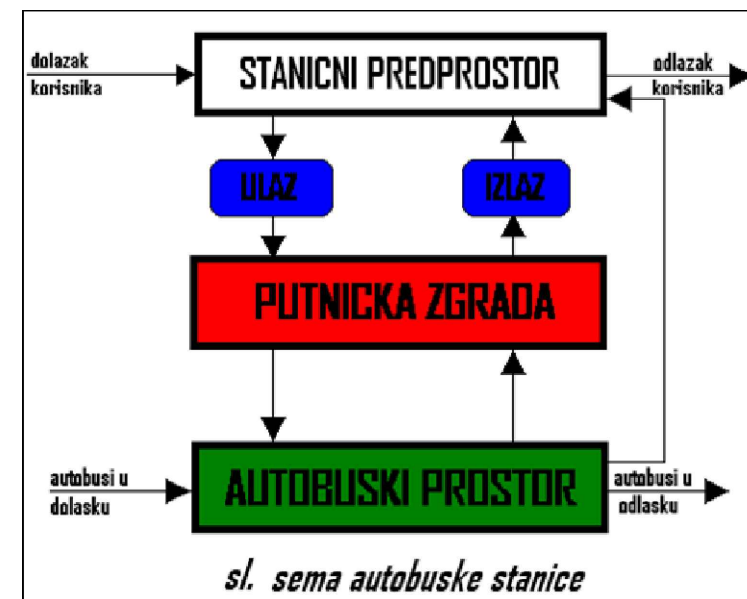 dolazak
korisnika
STANICNI PREDPROSTOR
odlazak
korisnika
ULAZ
IZLAZ
PUTNICKA ZGRADA
autobusi u
dolasku
AUTOBUSKI PROSTOR
autobusi u
odlasku
sl. sema autobuske stanice